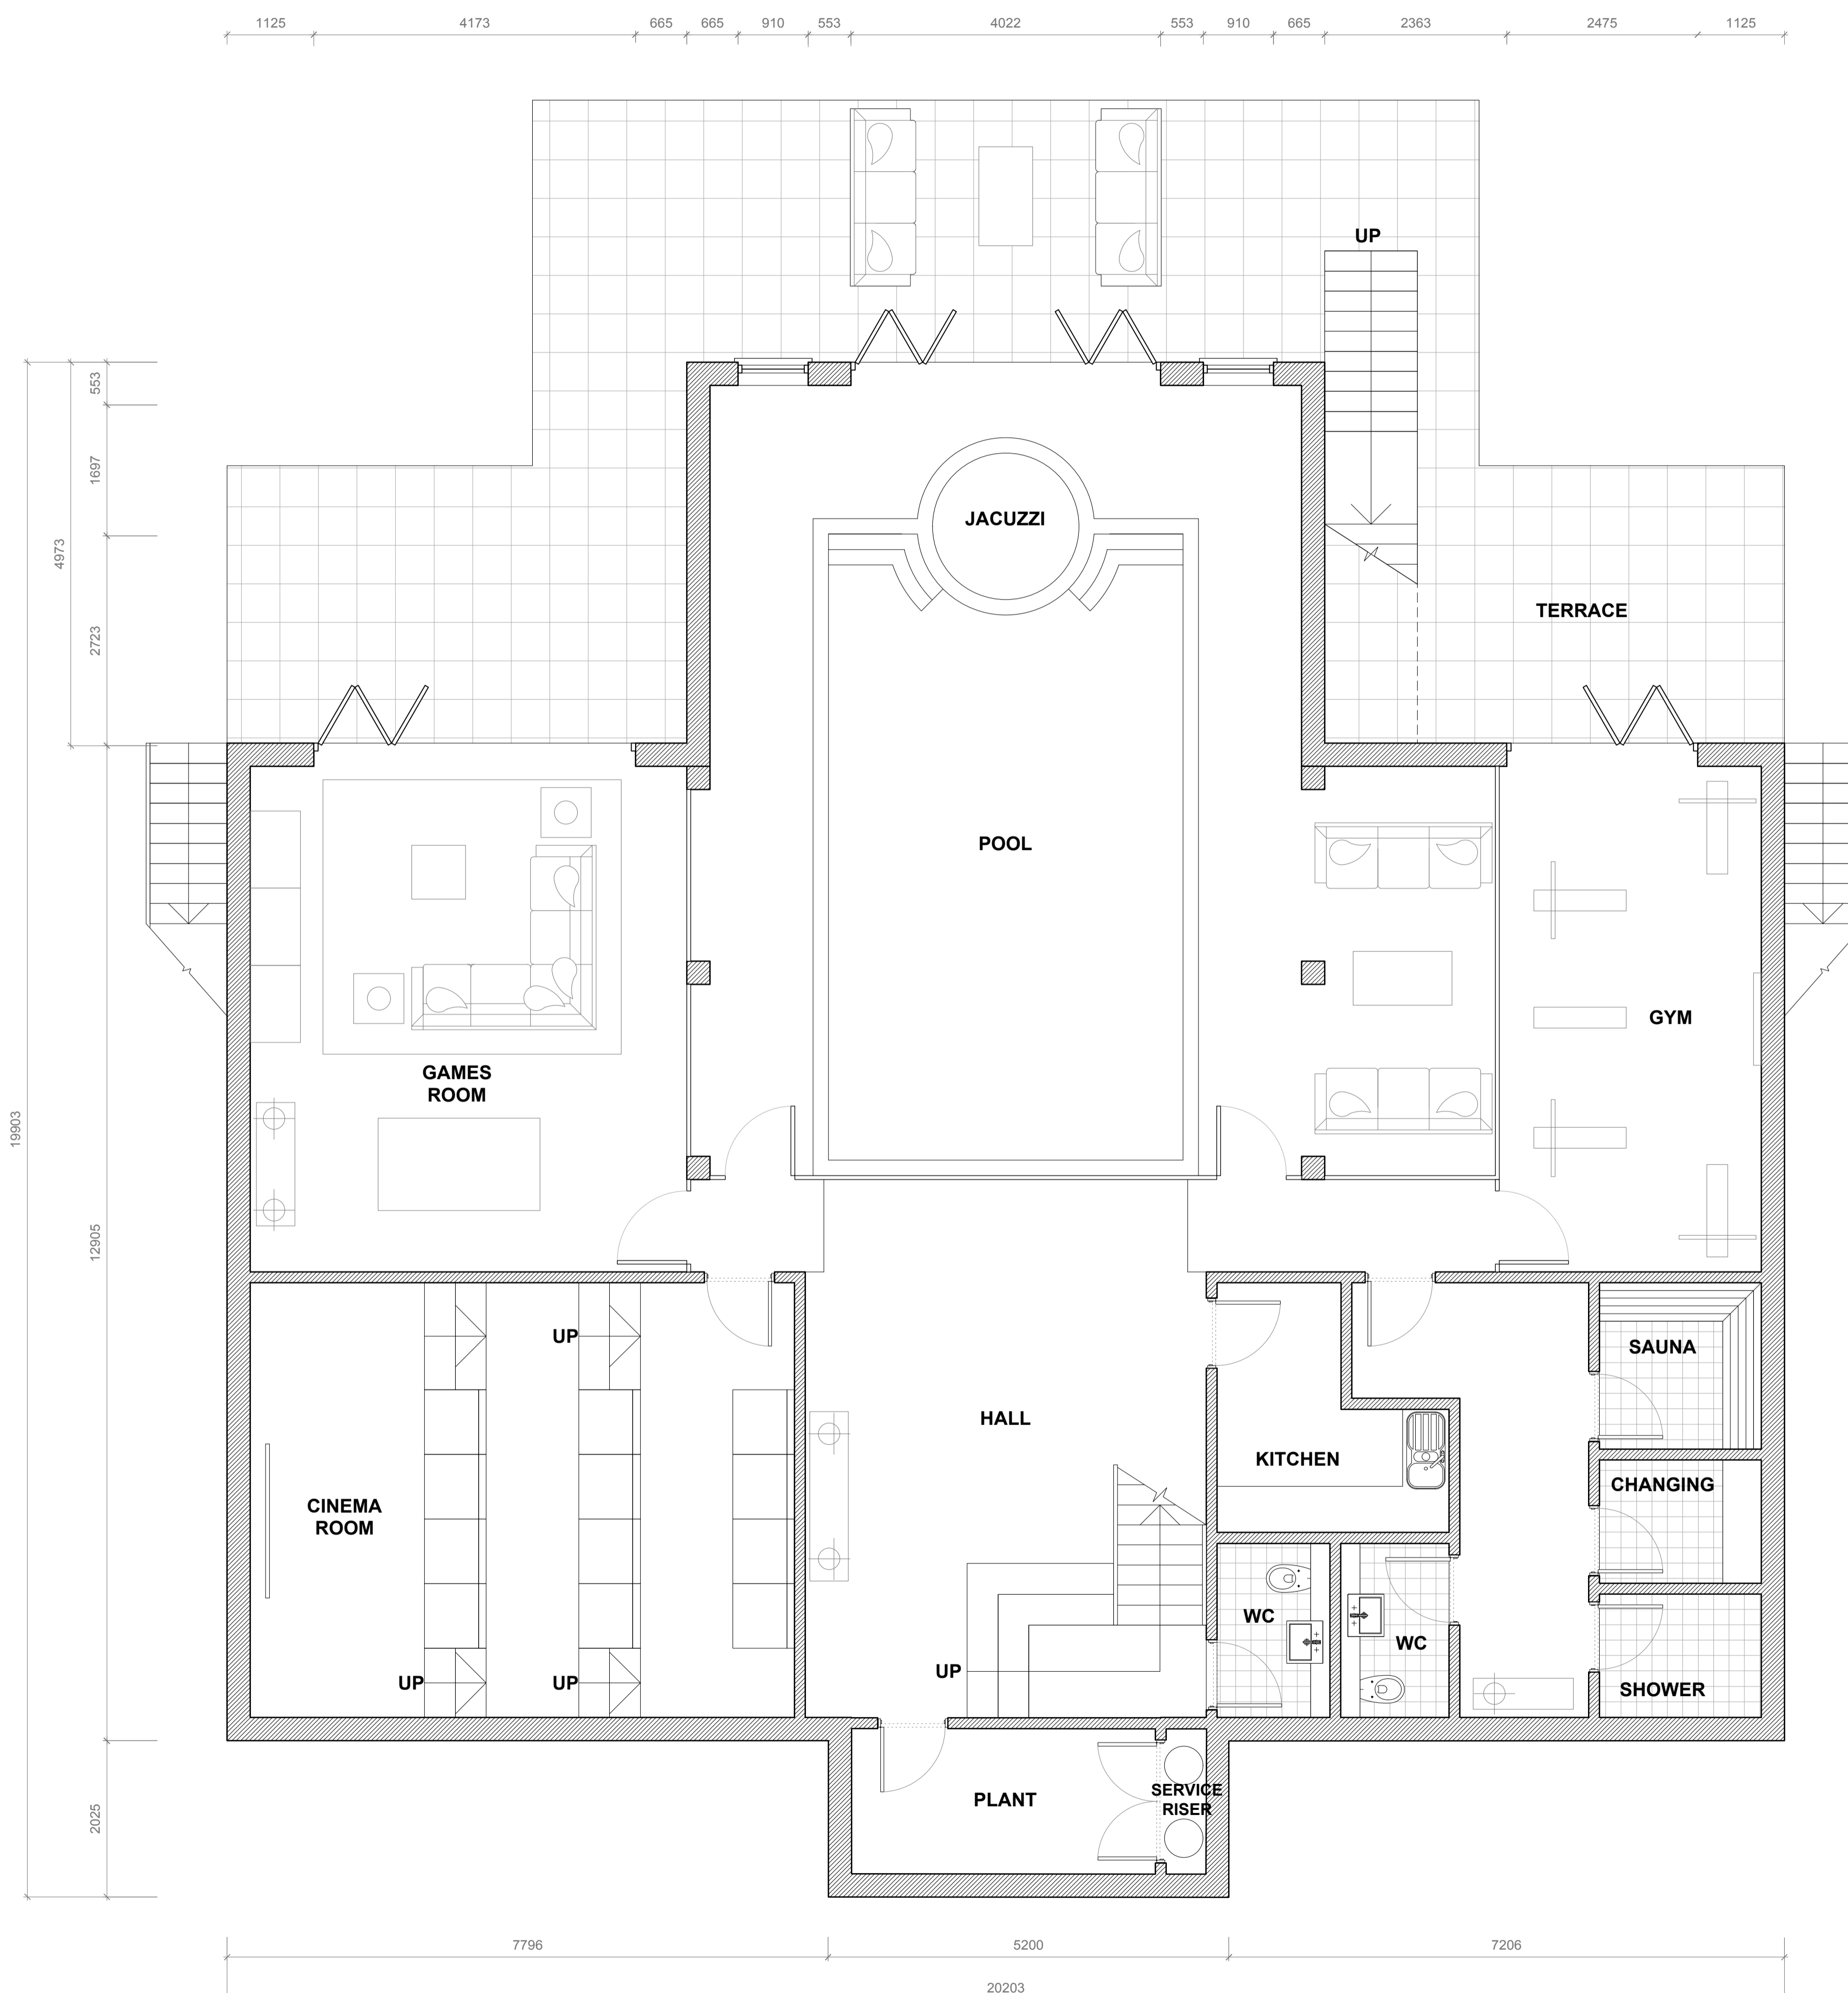 1125 4173 665 665 910 553 4022 553 910 665 2363 2475 1125
UP
553
1697
4973
2723
JACUZZI
TERRACE
POOL
GYM
GAMES
ROOM
19903
12905
UP
SAUNA
HALL
KITCHEN
CHANGING
CINEMA
ROOM
WC
WC
UP
UP
UP
SHOWER
SERVICE
RISER
PLANT
2025
7796 5200 7206
20203